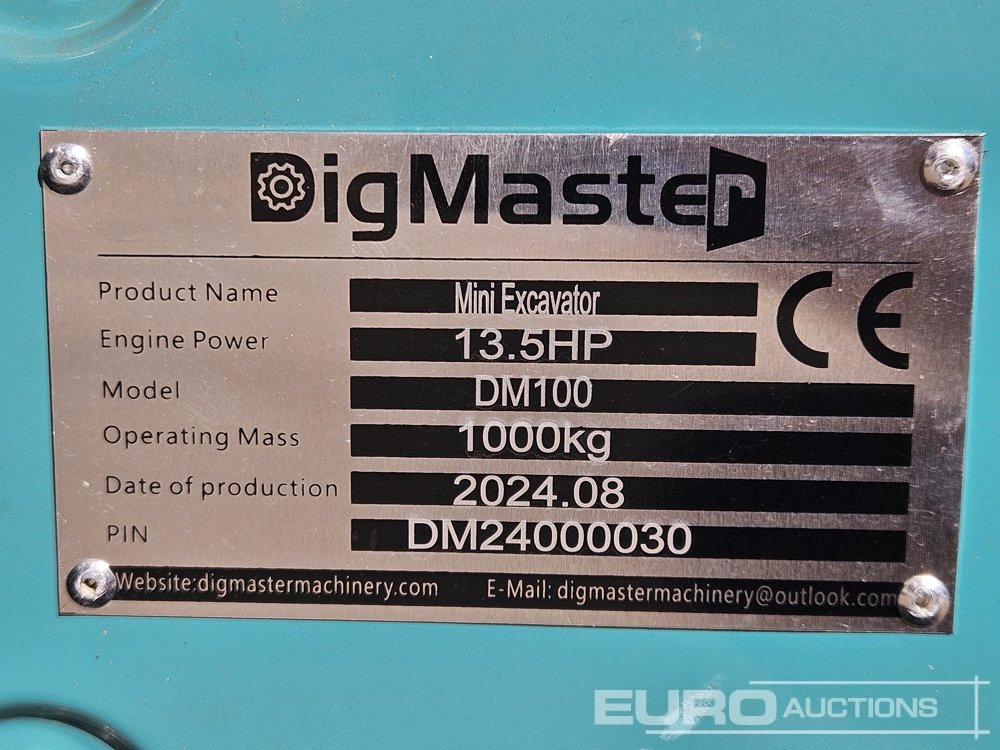 DigMaster
Product Name Mini Excavator
Engine Power 13.5HP
CE
Model DM100
Operating Mass 1000kg
Date of production 2024.08
PIN DM24000030
Website:digmastermachinery.com E-Mail: digmastermachinery@outlook.com
EURO AUCTIONS